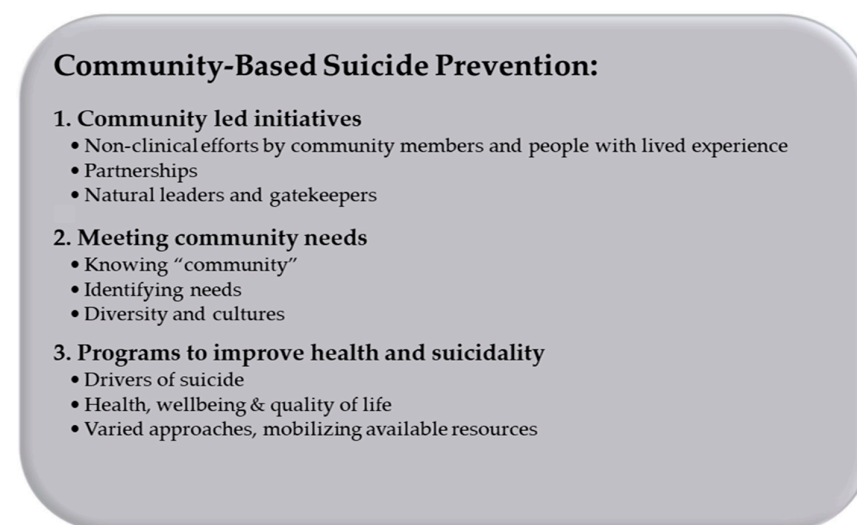 Community-Based Suicide Prevention:
1. Community led initiatives
• Non-clinical efforts by community members and people with lived experience
• Partnerships
• Natural leaders and gatekeepers
2. Meeting community needs
• Knowing “community”
• Identifying needs
• Diversity and cultures
3. Programs to improve health and suicidality
• Drivers of suicide
• Health, wellbeing & quality of life
• Varied approaches, mobilizing available resources